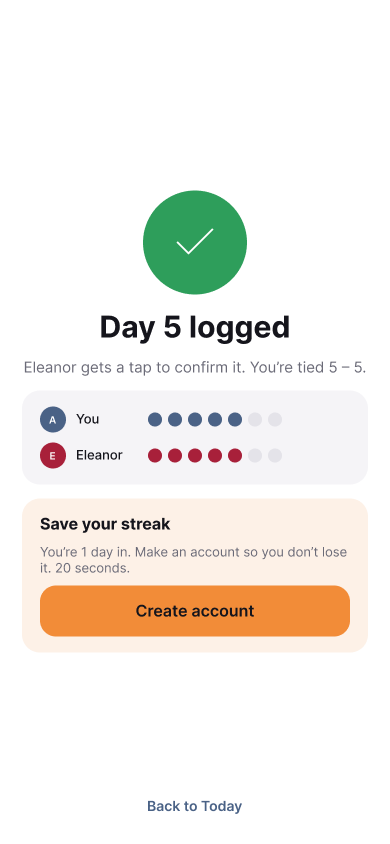 Day 5 logged
Eleanor gets a tap to confirm it. You’re tied 5 – 5.
A You
E Eleanor
Save your streak
You’re 1 day in. Make an account so you don’t lose
it. 20 seconds.
Create account
Back to Today